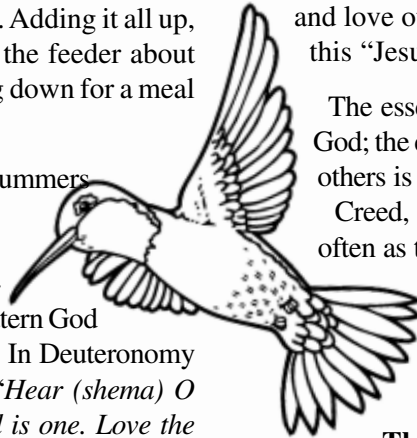 . Adding it all up,
the feeder about
g down for a meal
ummers
tern God
In Deuteronomy
“Hear (shema) O
l is one. Love the
and love o
this “Jesu
The esse
God; the
others is
Creed,
often as t
Th